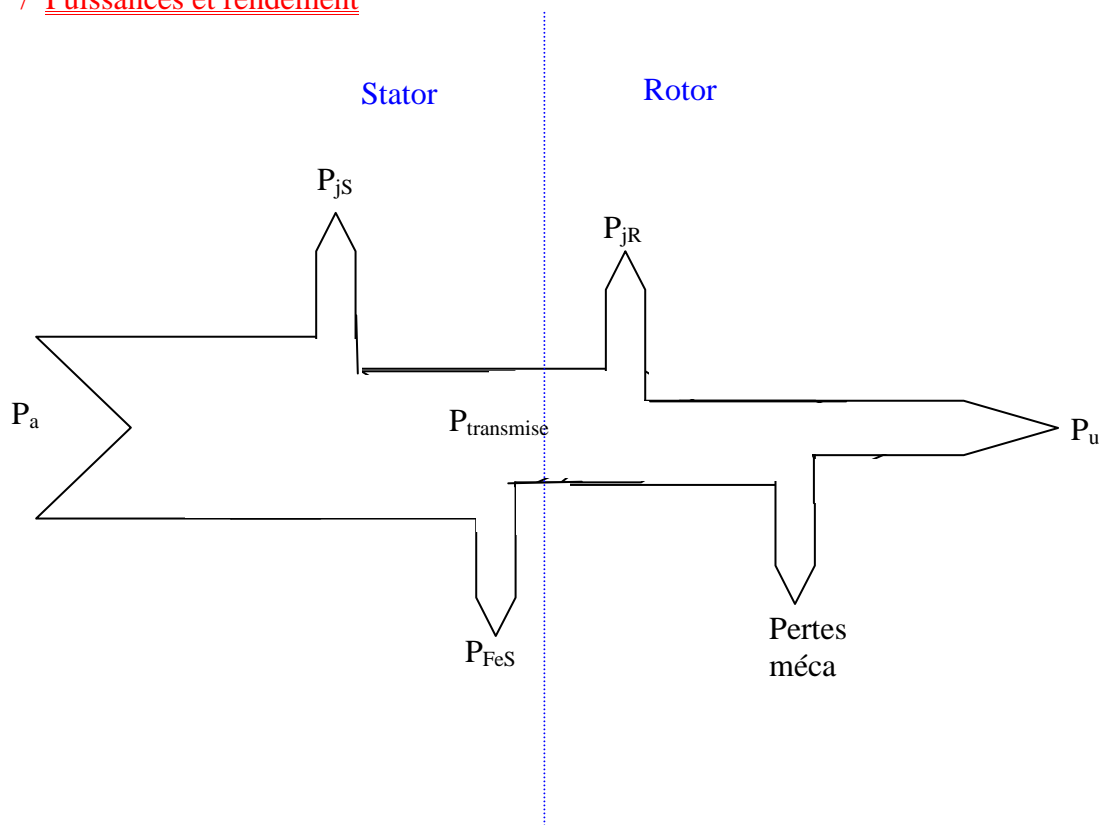 / Puissances et rendement
Stator
Rotor
PjS
PjR
Pa
Ptransmise
Pu
PFeS
Pertes
méca